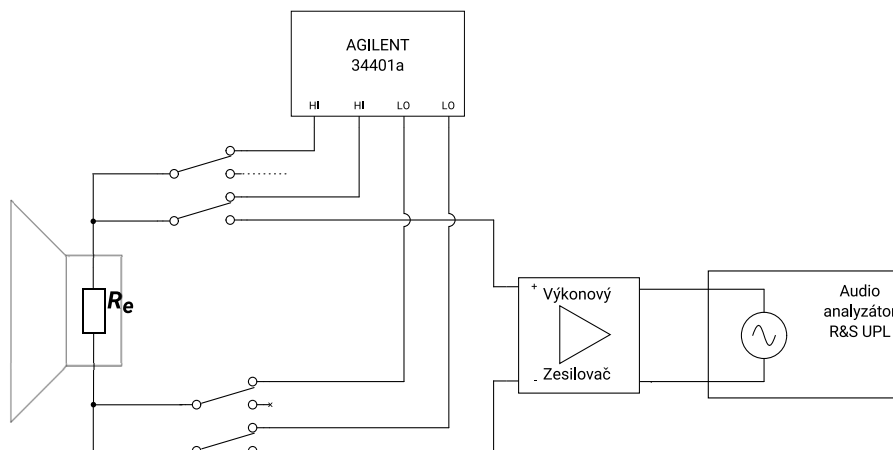 AGILENT
34401a
HI HI LO LO
Re
+
Výkonový
Zesilovač
-
Audio
analyzátor
R&S UPL